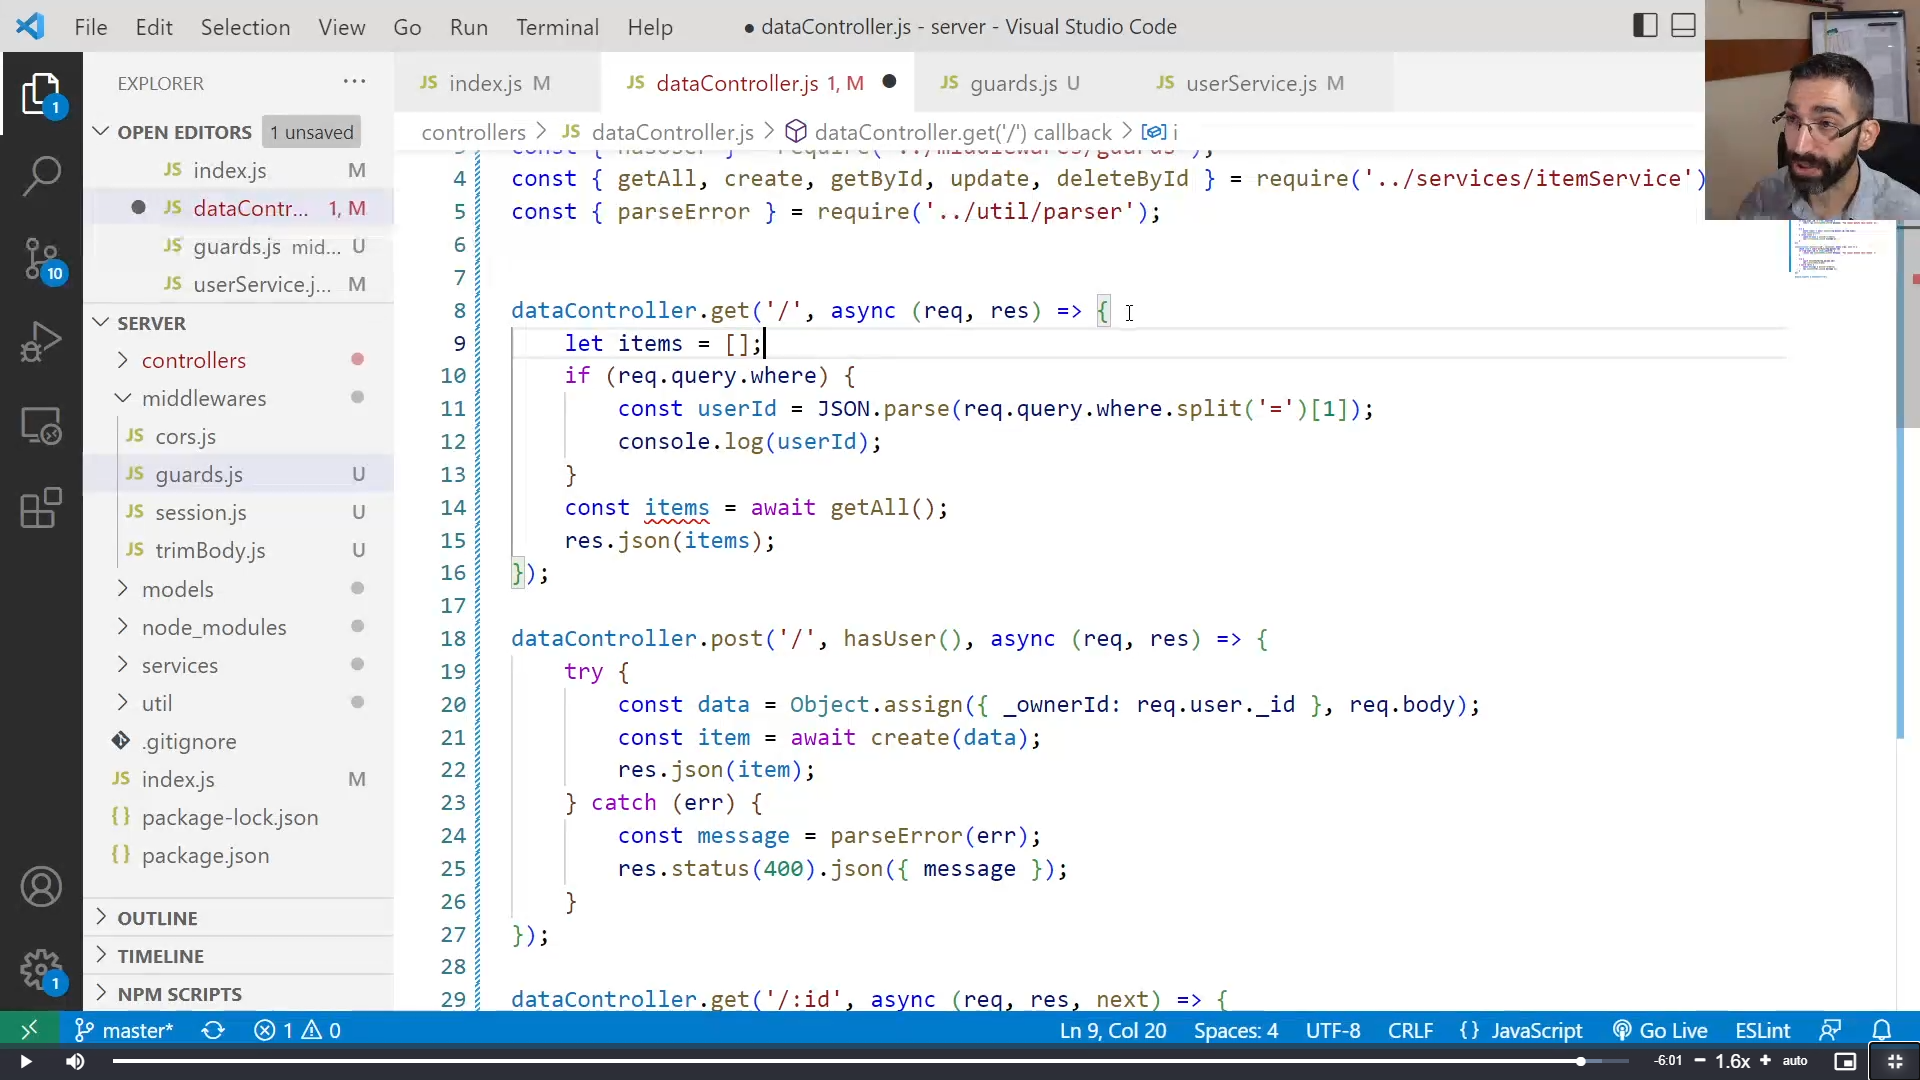 File Edit Selection View Go Run Terminal Help
● dataController.js - server - Visual Studio Code
EXPLORER ···
OPEN EDITORS 1 unsaved
JS index.js M
● JS dataContr... 1, M
JS guards.js mid... U
JS userService.j... M
SERVER
controllers
middlewares
JS cors.js
JS guards.js U
JS session.js U
JS trimBody.js U
models
node_modules
services
util
.gitignore
JS index.js M
{} package-lock.json
{} package.json
OUTLINE
TIMELINE
NPM SCRIPTS
1
10
1
JS index.js M
JS dataController.js 1, M ●
JS guards.js U
JS userService.js M
controllers > JS dataController.js > dataController.get('/') callback > i
3 const { hasUser } = require('../middlewares/guards');
4 const { getAll, create, getById, update, deleteById } = require('../services/itemService')
5 const { parseError } = require('../util/parser');
6
7
8 dataController.get('/', async (req, res) => {
9 let items = [];
10 if (req.query.where) {
11 const userId = JSON.parse(req.query.where.split('=')[1]);
12 console.log(userId);
13 }
14 const items = await getAll();
15 res.json(items);
16 });
17
18 dataController.post('/', hasUser(), async (req, res) => {
19 try {
20 const data = Object.assign({ _ownerId: req.user._id }, req.body);
21 const item = await create(data);
22 res.json(item);
23 } catch (err) {
24 const message = parseError(err);
25 res.status(400).json({ message });
26 }
27 });
28
29 dataController.get('/:id', async (req, res, next) => {
master* 1 0
Ln 9, Col 20 Spaces: 4 UTF-8 CRLF {} JavaScript Go Live ESLint
-6:01 − 1.6x + auto